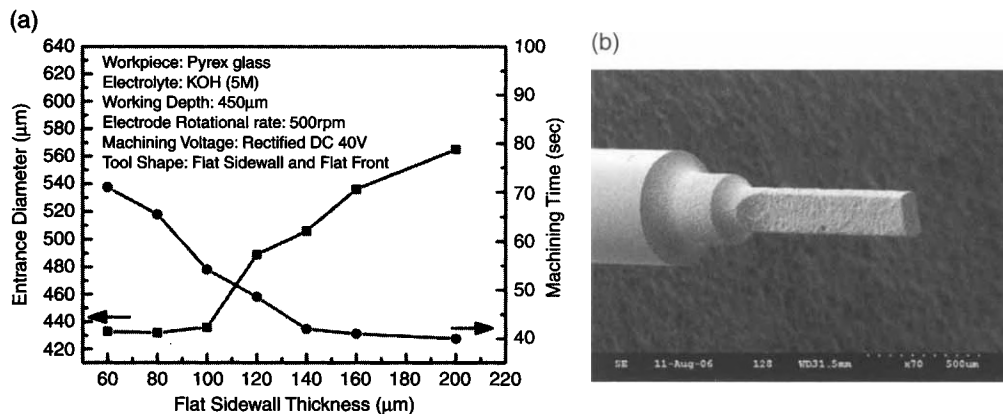 (a)
640
620
600
580
560
540
520
500
480
460
440
420
Entrance Diameter (μm)
Workpiece: Pyrex glass
Electrolyte: KOH (5M)
Working Depth: 450μm
Electrode Rotational rate: 500rpm
Machining Voltage: Rectified DC 40V
Tool Shape: Flat Sidewall and Flat Front
100
90
80
70
60
50
40
Machining Time (sec)
60 80 100 120 140 160 180 200 220
Flat Sidewall Thickness (μm)
(b)
SE 11-Aug-06 128 WD31.5mm x70 500um